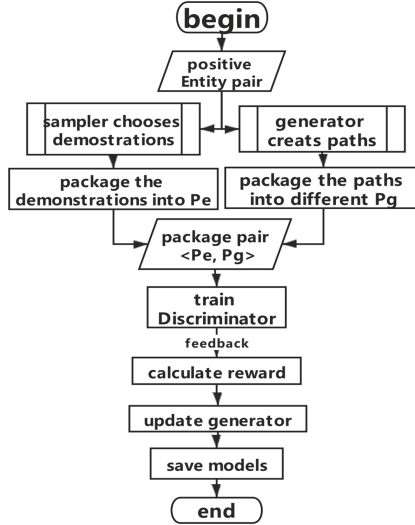 begin
positive
Entity pair
sampler chooses
demostrations
generator
creats paths
package the
demonstrations into Pe
package the paths
into different Pg
package pair
<Pe, Pg>
train
Discriminator
feedback
calculate reward
update generator
save models
end